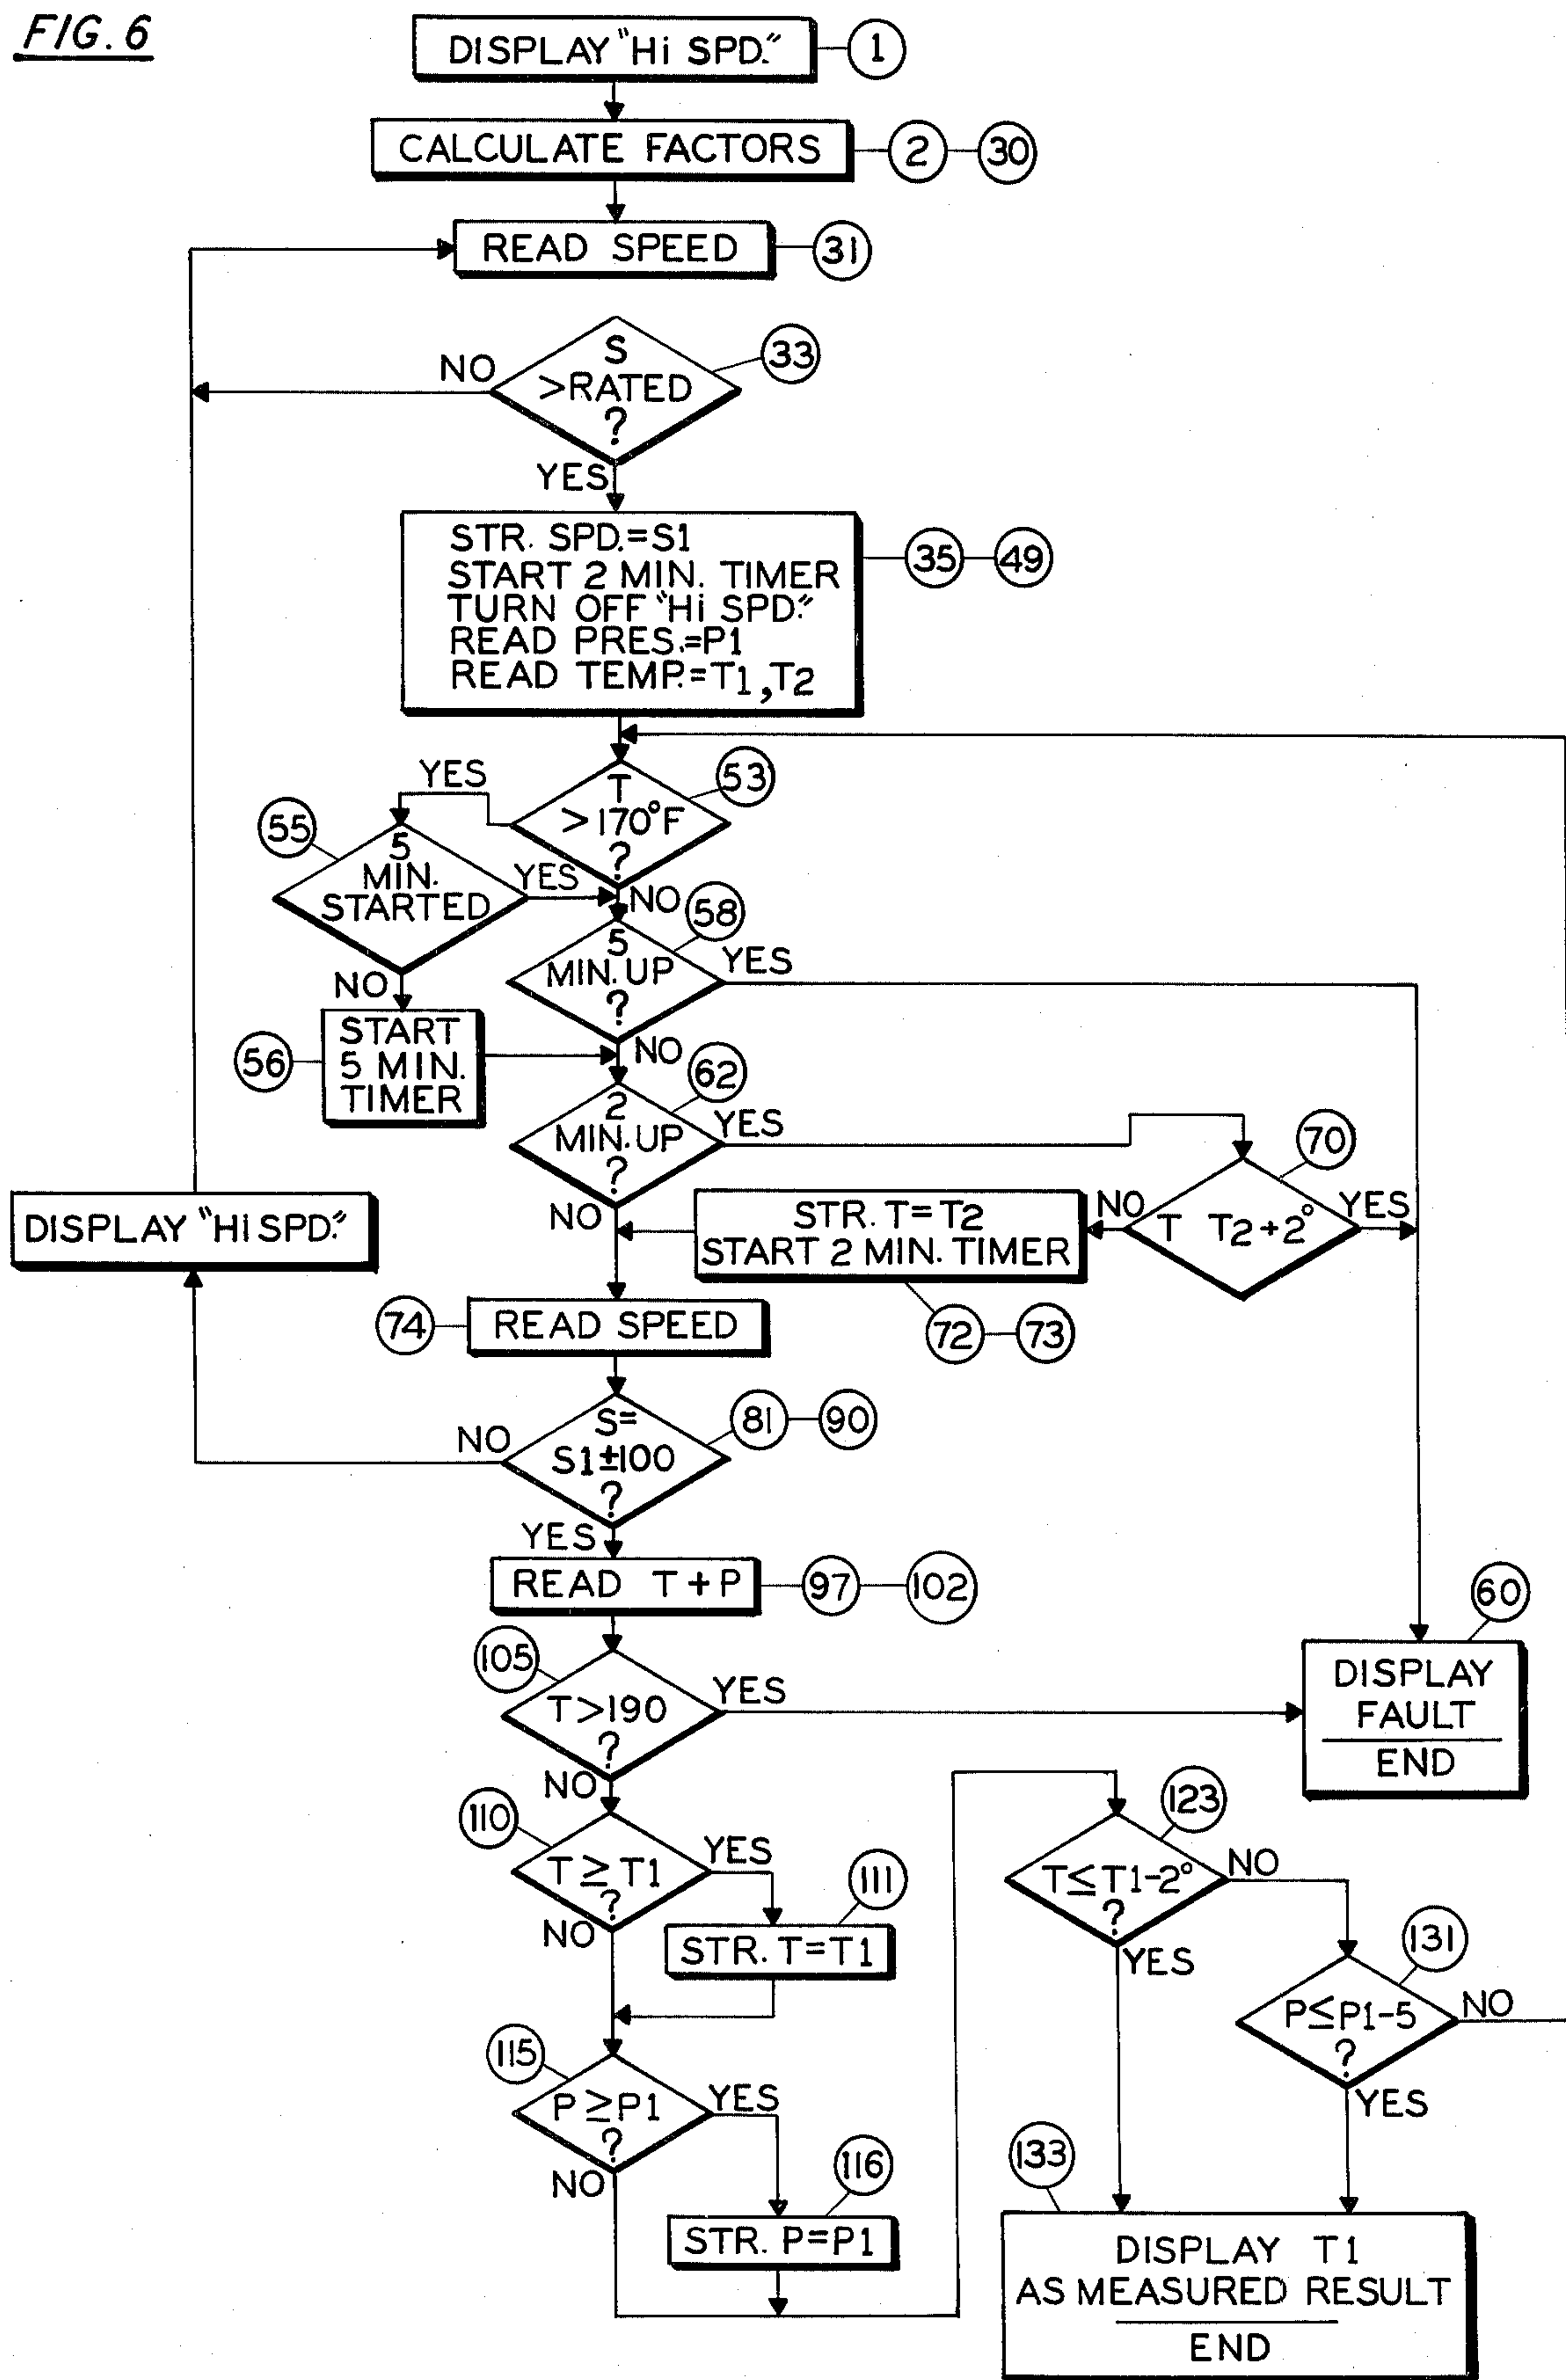 FIG. 6
DISPLAY "Hi SPD."
1
CALCULATE FACTORS
2
30
READ SPEED
31
S
>RATED
?
33
NO
YES
STR. SPD.=S1
START 2 MIN. TIMER
TURN OFF "Hi SPD."
READ PRES.=P1
READ TEMP.=T1,T2
35
49
T
>170°F
?
53
YES
NO
55
5
MIN.
STARTED
YES
NO
5
MIN. UP
?
58
YES
NO
56
START
5 MIN.
TIMER
2
MIN. UP
?
62
YES
NO
70
T T2+2°
NO
YES
STR. T=T2
START 2 MIN. TIMER
72
73
DISPLAY "Hi SPD."
74
READ SPEED
S=
S1±100
?
81
90
NO
YES
READ T+P
97
102
105
T>190
?
YES
NO
60
DISPLAY
FAULT
END
110
T≥T1
?
YES
NO
111
STR. T=T1
115
P≥P1
?
YES
NO
116
STR. P=P1
123
T≤T1-2°
?
NO
YES
131
P≤P1-5
?
NO
YES
133
DISPLAY T1
AS MEASURED RESULT
END